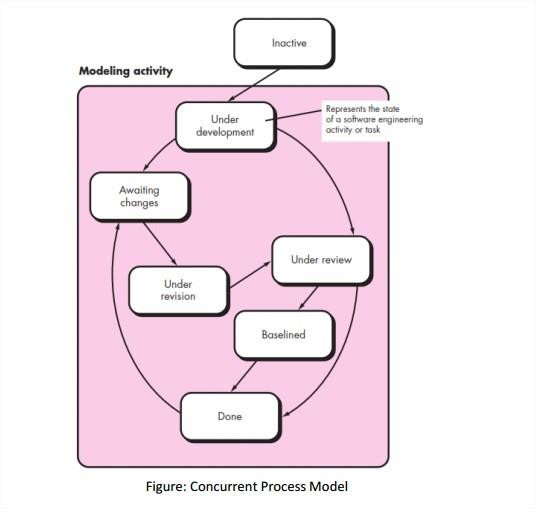 Inactive
Modeling activity
Under
development
Represents the state
of a software engineering
activity or task
Awaiting
changes
Under review
Under
revision
Baselined
Done
Figure: Concurrent Process Model